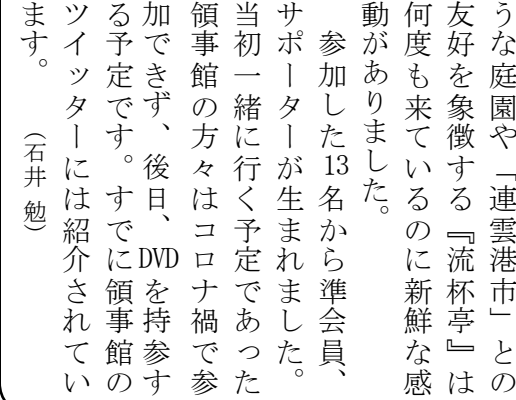 うな庭園や「連雲港市」との
友好を象徴する『流杯亭』は
何度も来ているのに新鮮な感
動がありました。
参加した13名から準会員、
サポーターが生まれました。
当初一緒に行く予定であった
領事館の方々はコロナ禍で参
加できず、後日、DVDを持参す
る予定です。すでに領事館の
ツイッターには紹介されてい
ます。　（石井 勉）